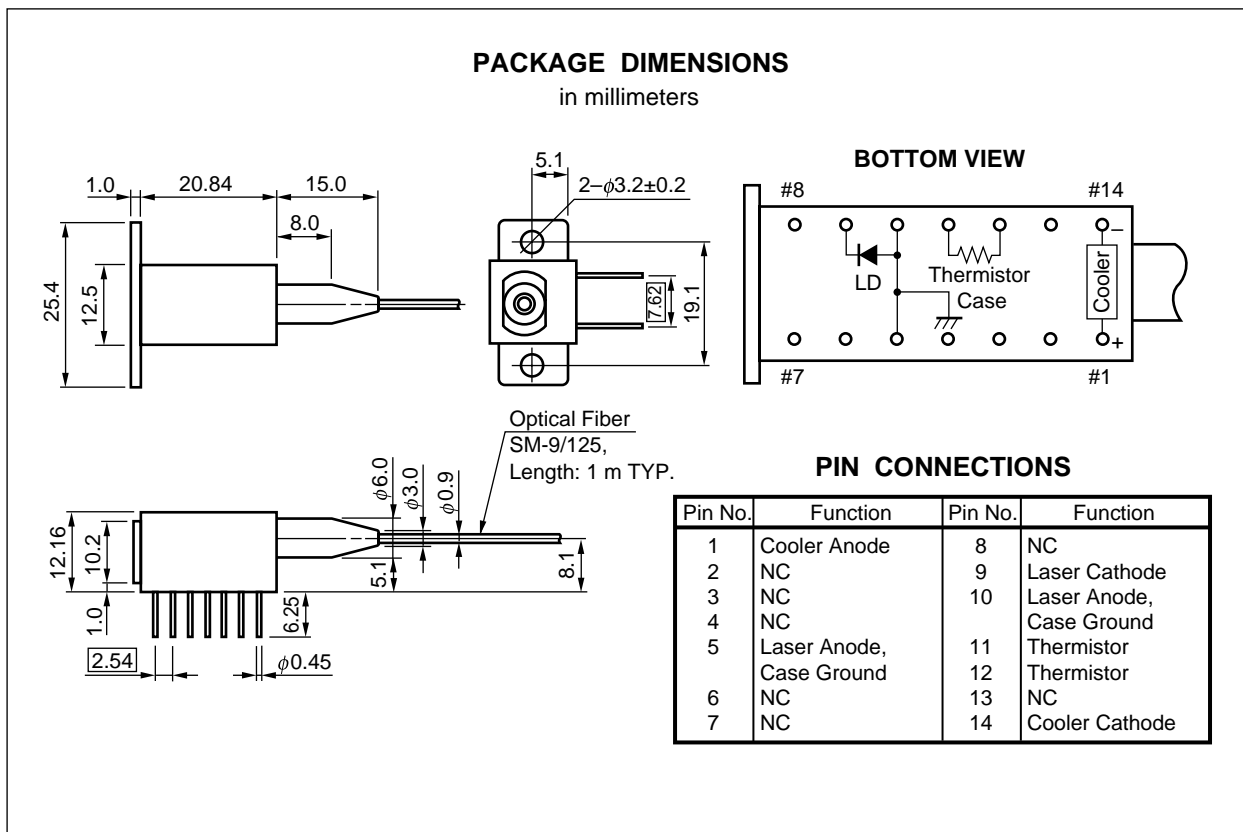 PACKAGE DIMENSIONS
in millimeters
1.0
20.84
15.0
8.0
25.4
12.5
5.1
2–φ3.2±0.2
7.62
19.1
BOTTOM VIEW
#8
#14
–
LD
Thermistor
Case
Cooler
+
#7
#1
Optical Fiber
SM-9/125,
Length: 1 m TYP.
φ6.0
φ3.0
φ0.9
12.16
10.2
1.0
5.1
8.1
6.25
2.54
φ0.45
PIN CONNECTIONS
Pin No. Function Pin No. Function
1 Cooler Anode 8 NC
2 NC 9 Laser Cathode
3 NC 10 Laser Anode,
4 NC Case Ground
5 Laser Anode, 11 Thermistor
Case Ground 12 Thermistor
6 NC 13 NC
7 NC 14 Cooler Cathode